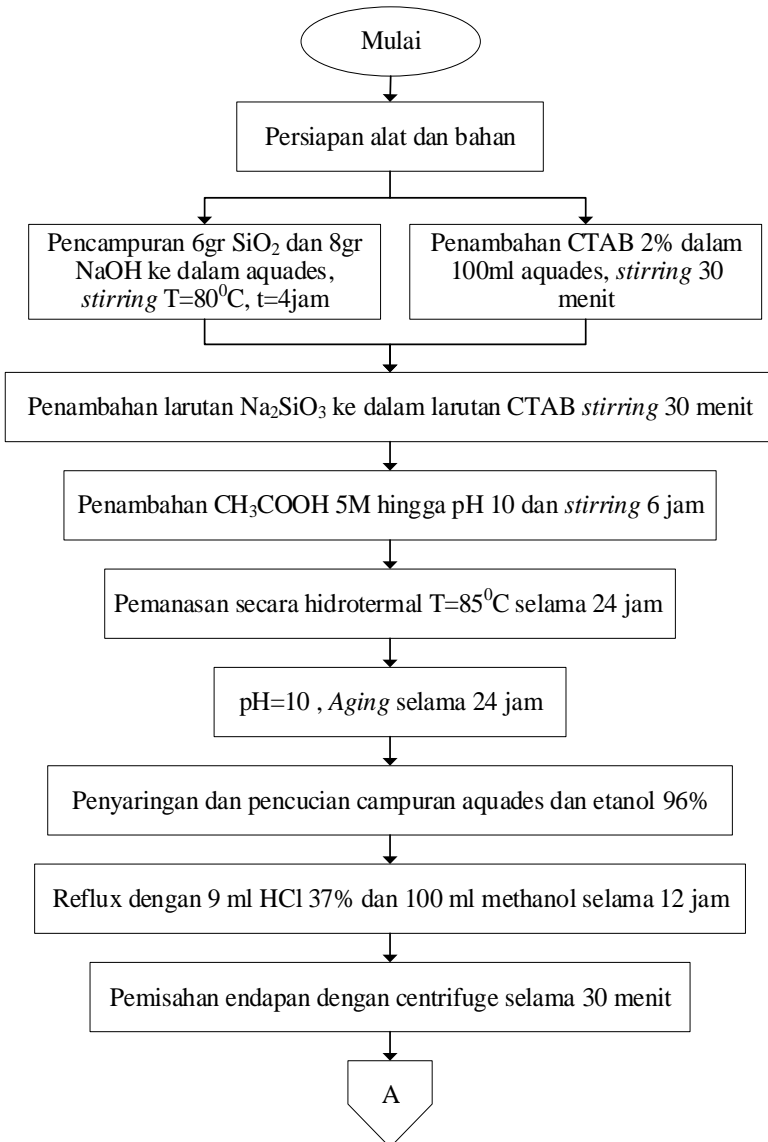 Mulai
Persiapan alat dan bahan
Pencampuran 6gr SiO₂ dan 8gr
NaOH ke dalam aquades,
stirring T=80⁰C, t=4jam
Penambahan CTAB 2% dalam
100ml aquades, stirring 30
menit
Penambahan larutan Na₂SiO₃ ke dalam larutan CTAB stirring 30 menit
Penambahan CH₃COOH 5M hingga pH 10 dan stirring 6 jam
Pemanasan secara hidrotermal T=85⁰C selama 24 jam
pH=10 , Aging selama 24 jam
Penyaringan dan pencucian campuran aquades dan etanol 96%
Reflux dengan 9 ml HCl 37% dan 100 ml methanol selama 12 jam
Pemisahan endapan dengan centrifuge selama 30 menit
A